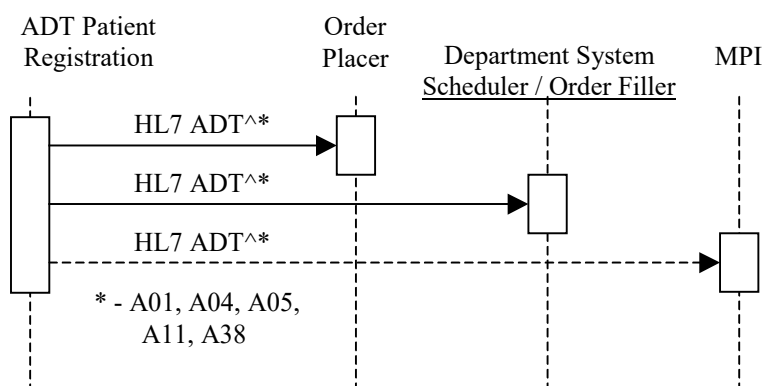 ADT Patient
Registration
Order
Placer
Department System
Scheduler / Order Filler
MPI
HL7 ADT^*
HL7 ADT^*
HL7 ADT^*
* - A01, A04, A05,
A11, A38